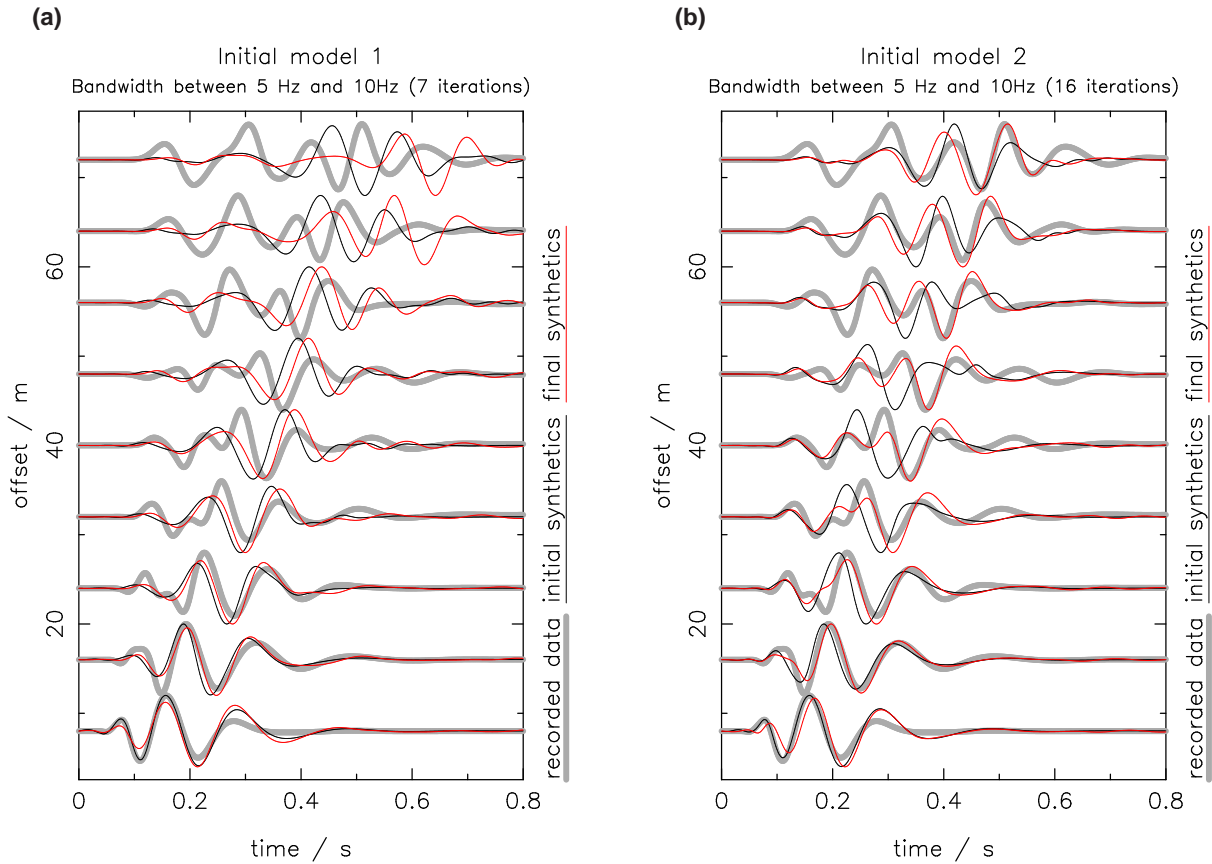 (a)
Initial model 1
Bandwidth between 5 Hz and 10Hz (7 iterations)
offset / m
60
40
20
0
0.2
0.4
0.6
0.8
time / s
recorded data
initial synthetics
final synthetics
(b)
Initial model 2
Bandwidth between 5 Hz and 10Hz (16 iterations)
offset / m
60
40
20
0
0.2
0.4
0.6
0.8
time / s
recorded data
initial synthetics
final synthetics